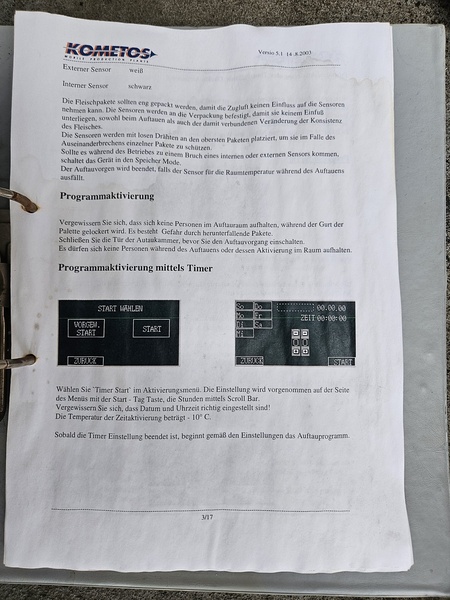 KOMETOS
MOBILE PRODUCTION PLANTS
Versio 5.1 14.8.2003
Externer Sensor weiß
Interner Sensor schwarz
Die Fleischpakete sollten eng gepackt werden, damit die Zugluft keinen Einfluss auf die Sensoren
nehmen kann. Die Sensoren werden an die Verpackung befestigt, damit sie keinem Einfluß
unterliegen, sowohl beim Auftauen als auch der damit verbundenen Veränderung der Konsistenz
des Fleisches.
Die Sensoren werden mit losen Drähten an den obersten Paketen platziert, um sie im Falle des
Auseinanderbrechens einzelner Pakete zu schützen.
Sollte es während des Betriebes zu einem Bruch eines internen oder externen Sensors kommen,
schaltet das Gerät in den Speicher Mode.
Der Auftauvorgen wird beendet, falls der Sensor für die Raumtemperatur während des Auftauens
ausfällt.
Programmaktivierung
Vergewissern Sie sich, dass sich keine Personen im Auftauraum aufhalten, während der Gurt der
Palette gelockert wird. Es besteht Gefahr durch herunterfallende Pakete.
Schließen Sie die Tür der Autaukammer, bevor Sie den Auftauvorgang einschalten.
Es dürfen sich keine Personen während des Auftauens oder dessen Aktivierung im Raum aufhalten.
Programmaktivierung mittels Timer
START WÄHLEN
VORGEW.
START
START
ZURÜCK
So Do 00.00.00
Mo Fr ZEIT 00:00:00
Di Sa
Mi
ZURÜCK START
Wählen Sie 'Timer Start' im Aktivierungsmenü. Die Einstellung wird vorgenommen auf der Seite
des Menüs mit der Start - Tag Taste, die Stunden mittels Scroll Bar.
Vergewissern Sie sich, dass Datum und Uhrzeit richtig eingestellt sind!
Die Temperatur der Zeitaktivierung beträgt - 10° C.
Sobald die Timer Einstellung beendet ist, beginnt gemäß den Einstellungen das Auftauprogramm.
3/17